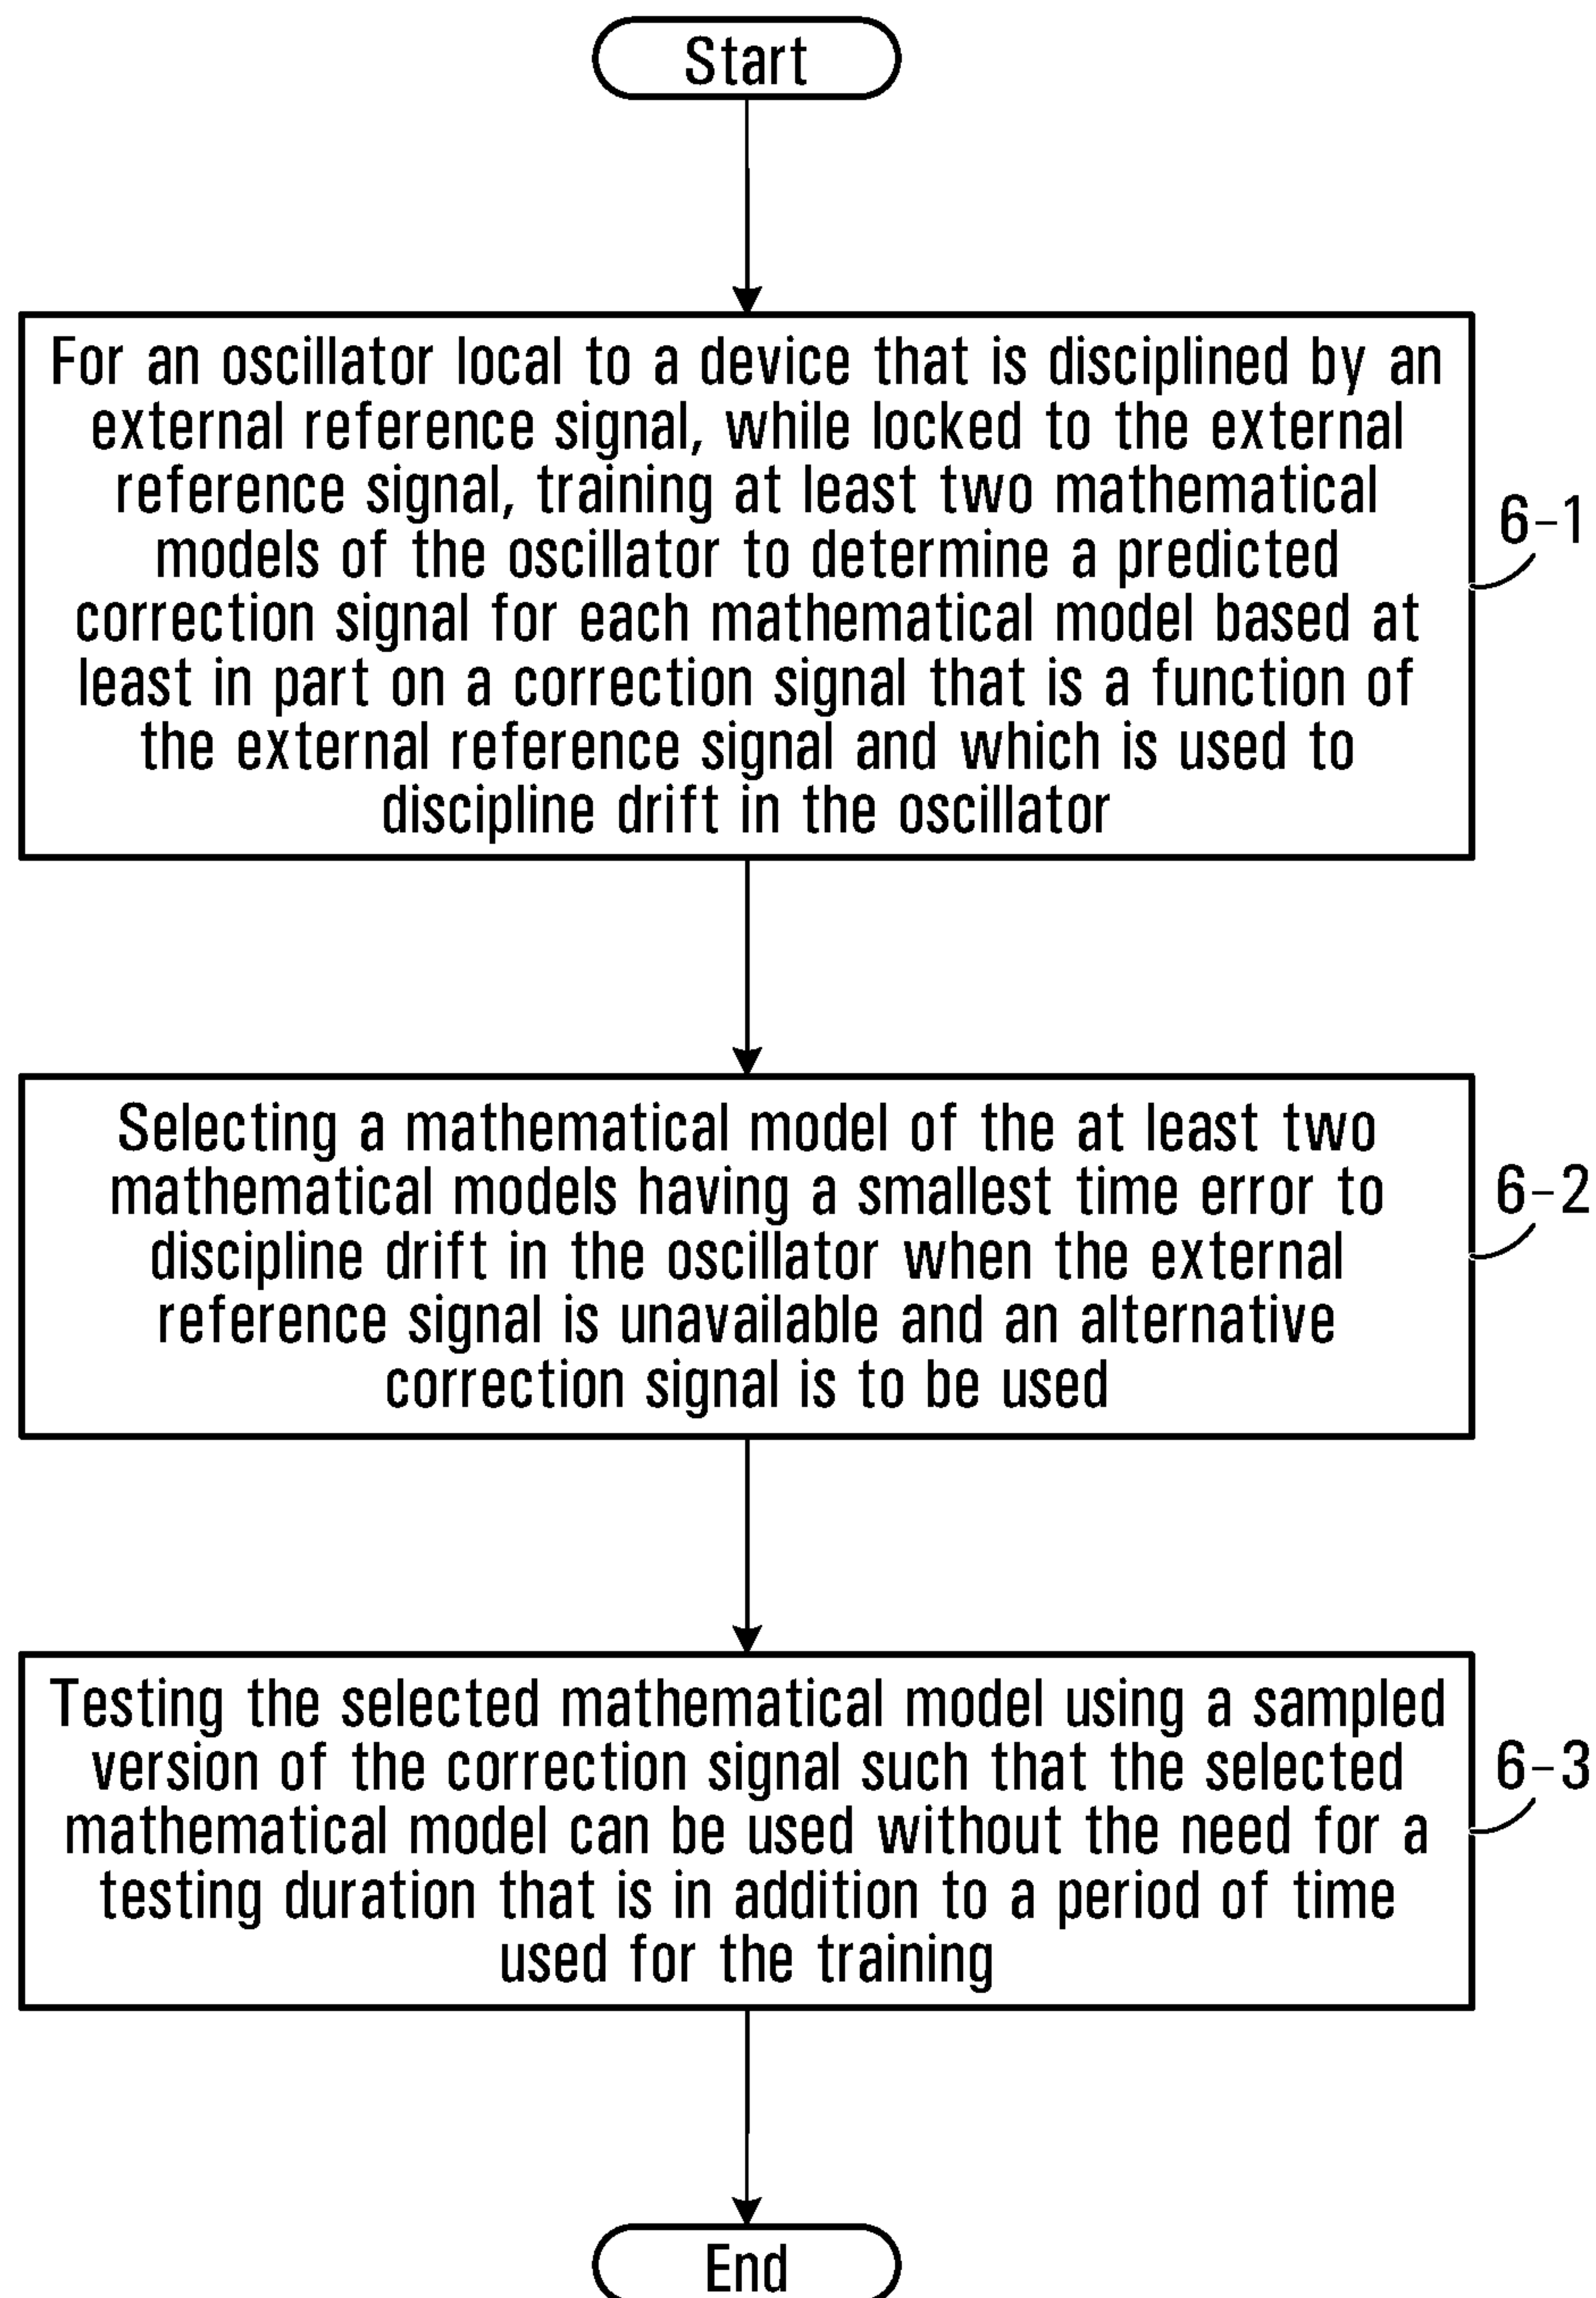 Start
For an oscillator local to a device that is disciplined by an
external reference signal, while locked to the external
reference signal, training at least two mathematical
models of the oscillator to determine a predicted
correction signal for each mathematical model based at
least in part on a correction signal that is a function of
the external reference signal and which is used to
discipline drift in the oscillator
6-1
Selecting a mathematical model of the at least two
mathematical models having a smallest time error to
discipline drift in the oscillator when the external
reference signal is unavailable and an alternative
correction signal is to be used
6-2
Testing the selected mathematical model using a sampled
version of the correction signal such that the selected
mathematical model can be used without the need for a
testing duration that is in addition to a period of time
used for the training
6-3
End